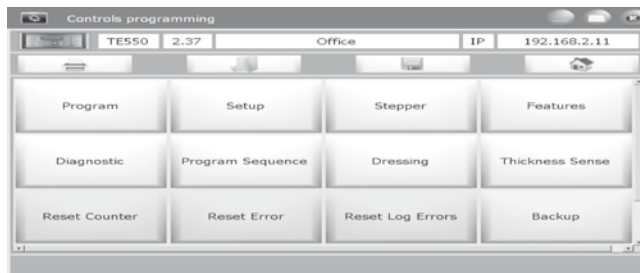 Controls programming
TE550 2.37 Office IP 192.168.2.11
Program Setup Stepper Features
Diagnostic Program Sequence Dressing Thickness Sense
Reset Counter Reset Error Reset Log Errors Backup